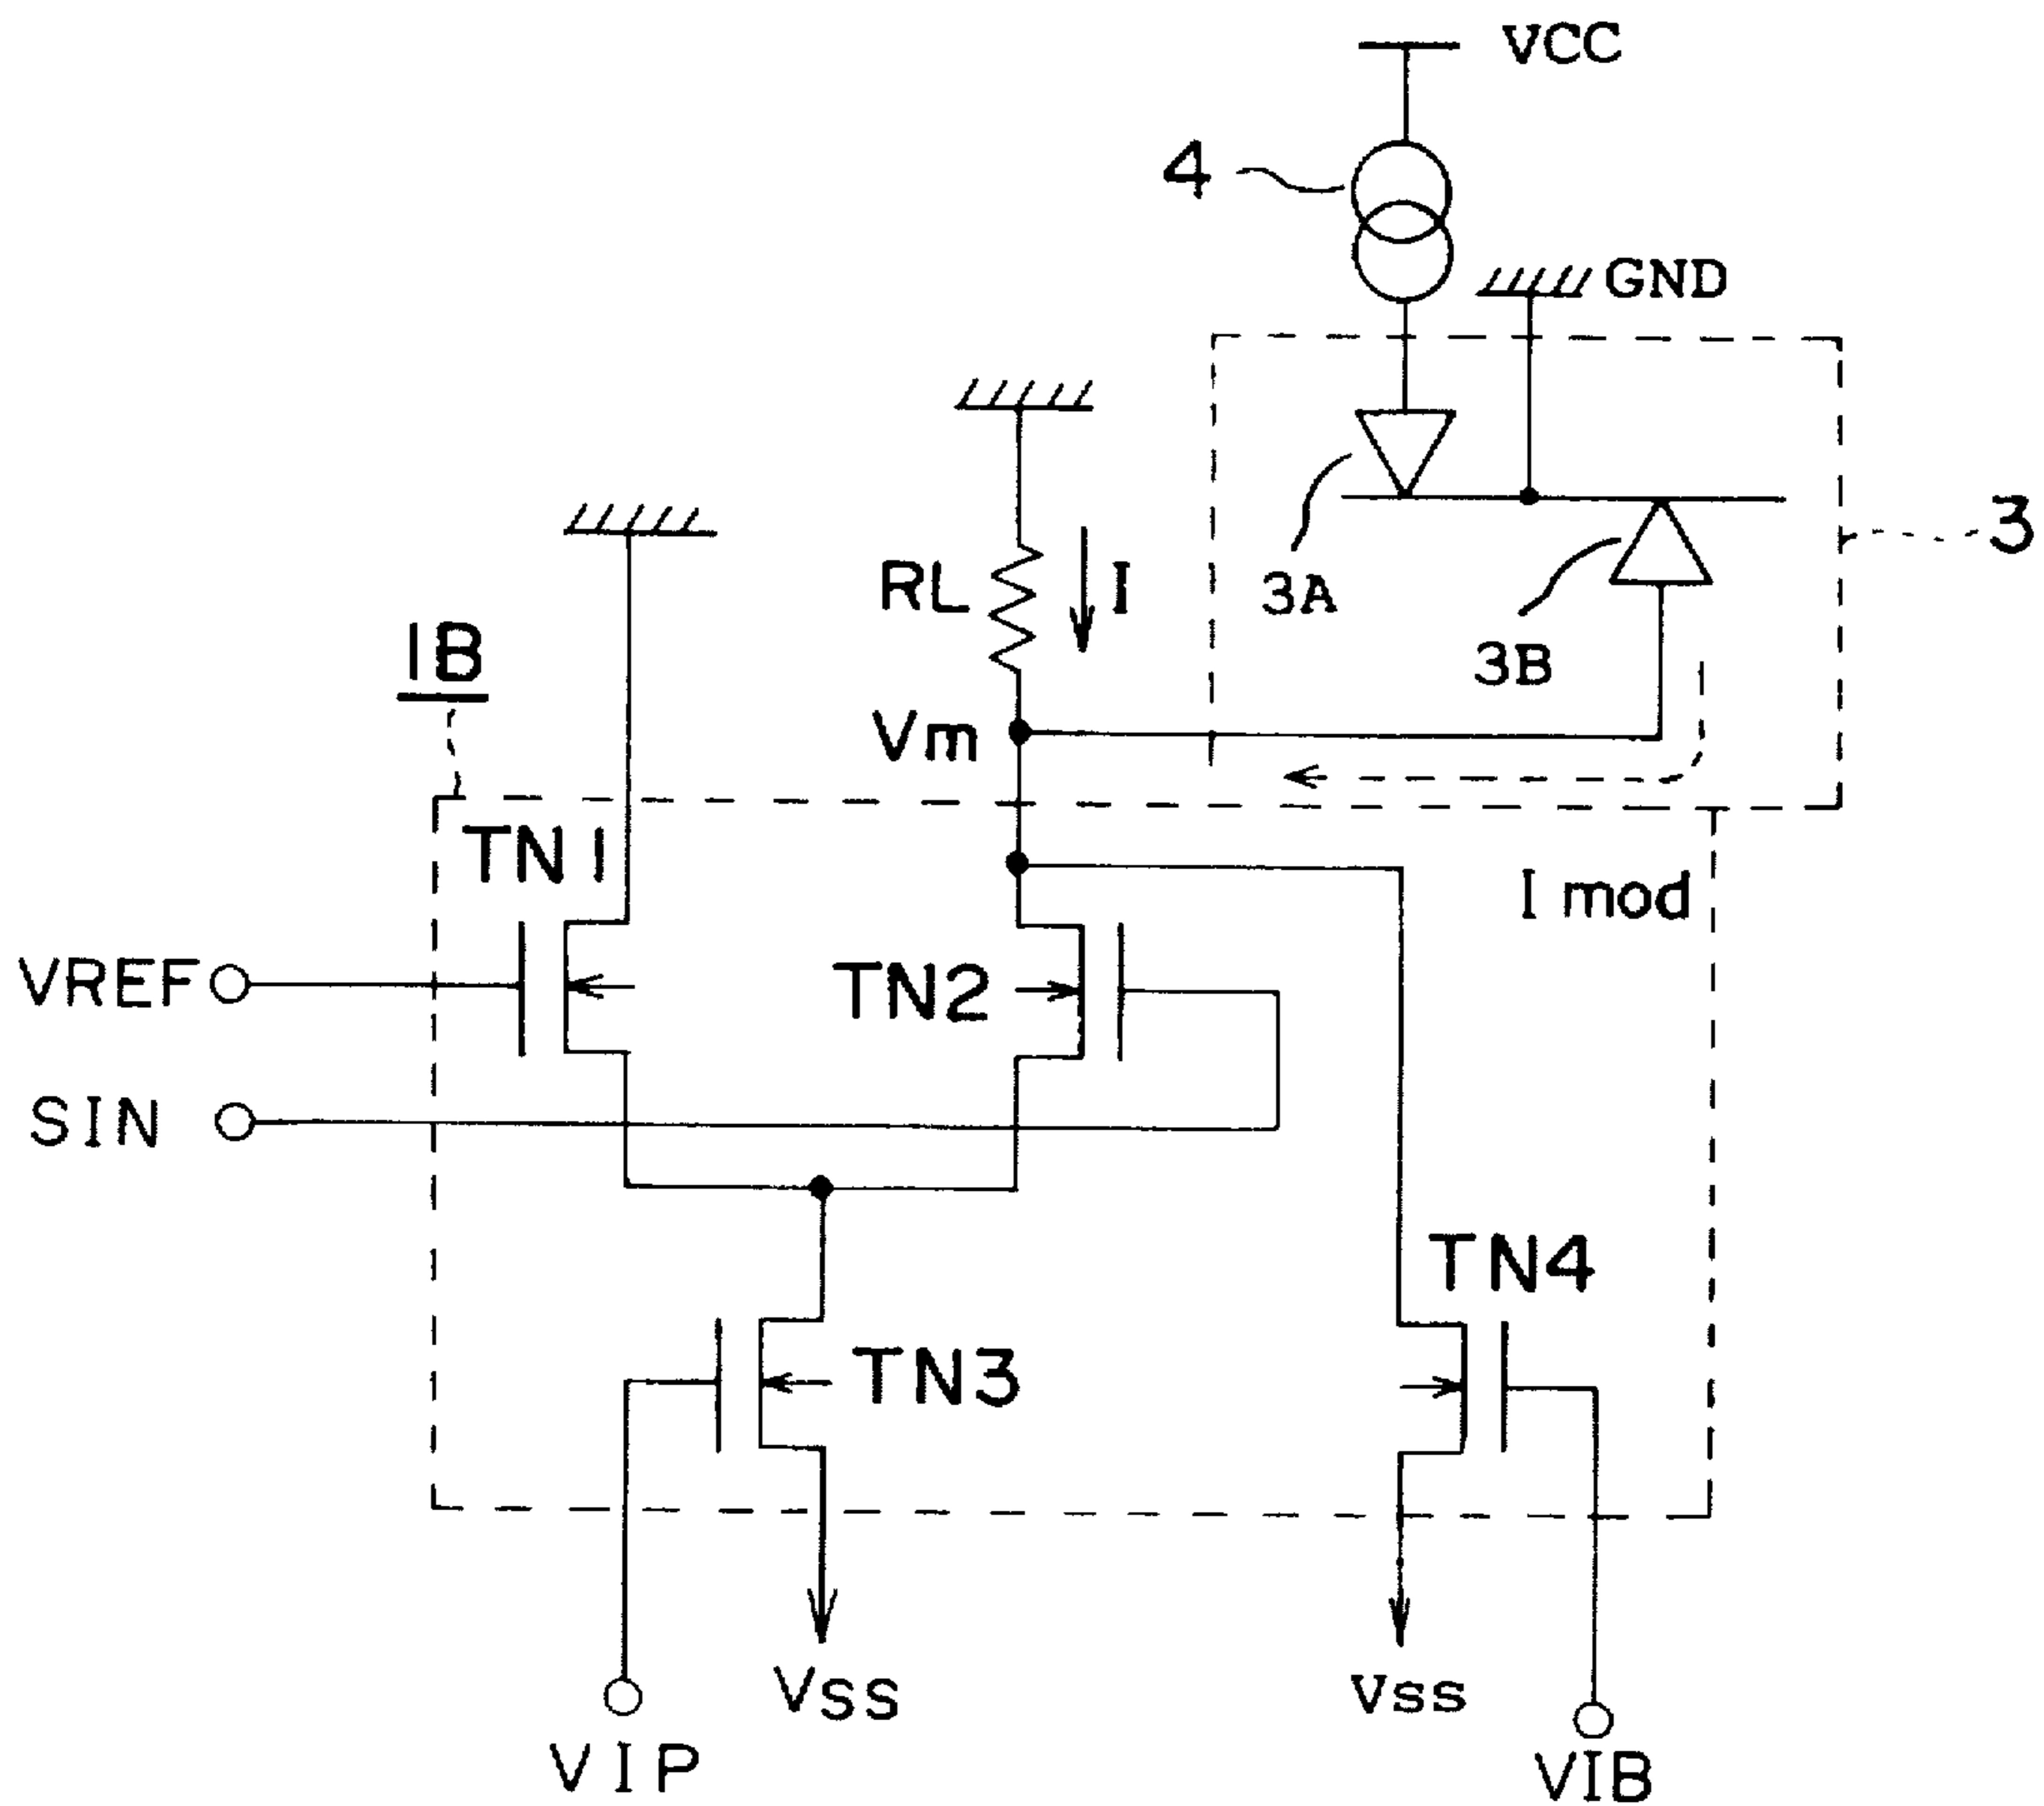 VCC
4
GND
3
3A
RL
I
3B
1B
Vm
TN1
I mod
VREF
TN2
SIN
TN4
TN3
VSS
Vss
VIP
VIB